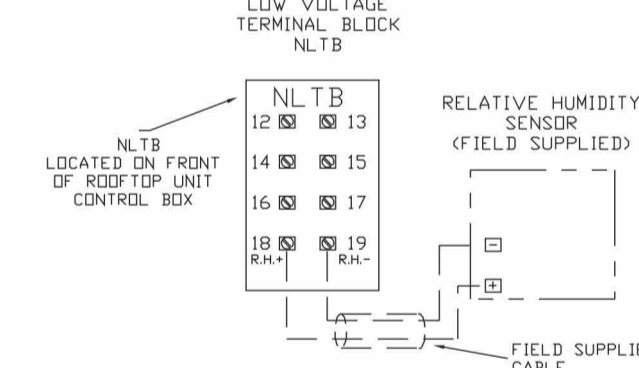 LOW VOLTAGE
TERMINAL BLOCK
NLTB
NLTB
12 13
14 15
16 17
18 19
R.H.+ R.H.-
NLTB
LOCATED ON FRONT
OF ROOFTOP UNIT
CONTROL BOX
RELATIVE HUMIDITY
SENSOR
(FIELD SUPPLIED)
-
+
FIELD SUPPLIE
CABLE